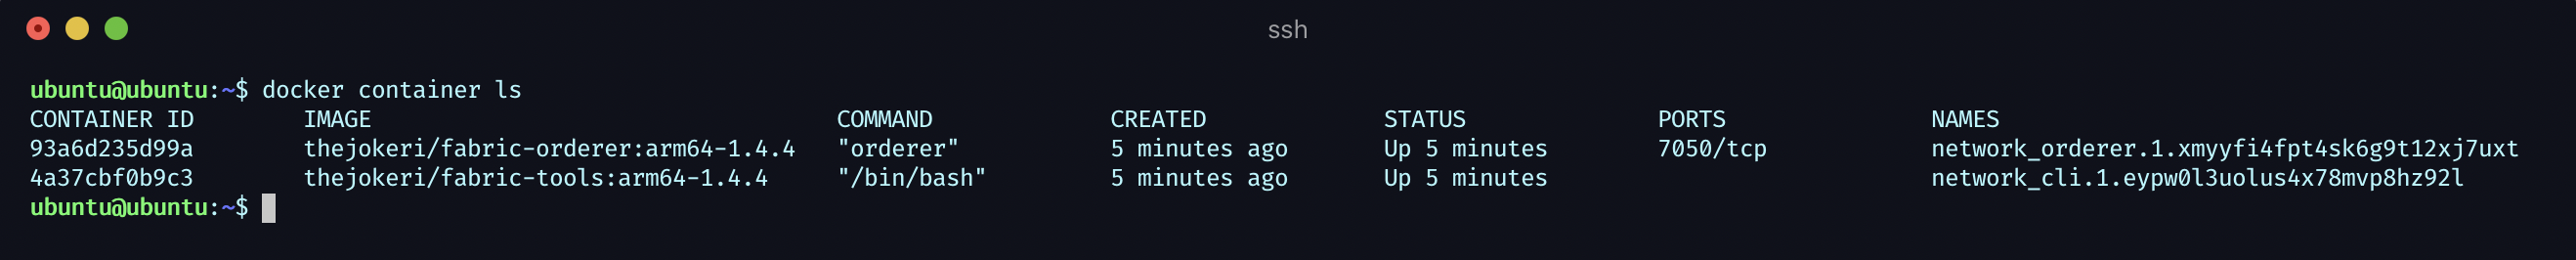 ssh
ubuntu@ubuntu:~$ docker container ls
CONTAINER ID IMAGE COMMAND CREATED STATUS PORTS NAMES
93a6d235d99a thejokeri/fabric-orderer:arm64-1.4.4 "orderer" 5 minutes ago Up 5 minutes 7050/tcp network_orderer.1.xmyyfi4fpt4sk6g9t12xj7uxt
4a37cbf0b9c3 thejokeri/fabric-tools:arm64-1.4.4 "/bin/bash" 5 minutes ago Up 5 minutes network_cli.1.eypw0l3uolus4x78mvp8hz92l
ubuntu@ubuntu:~$